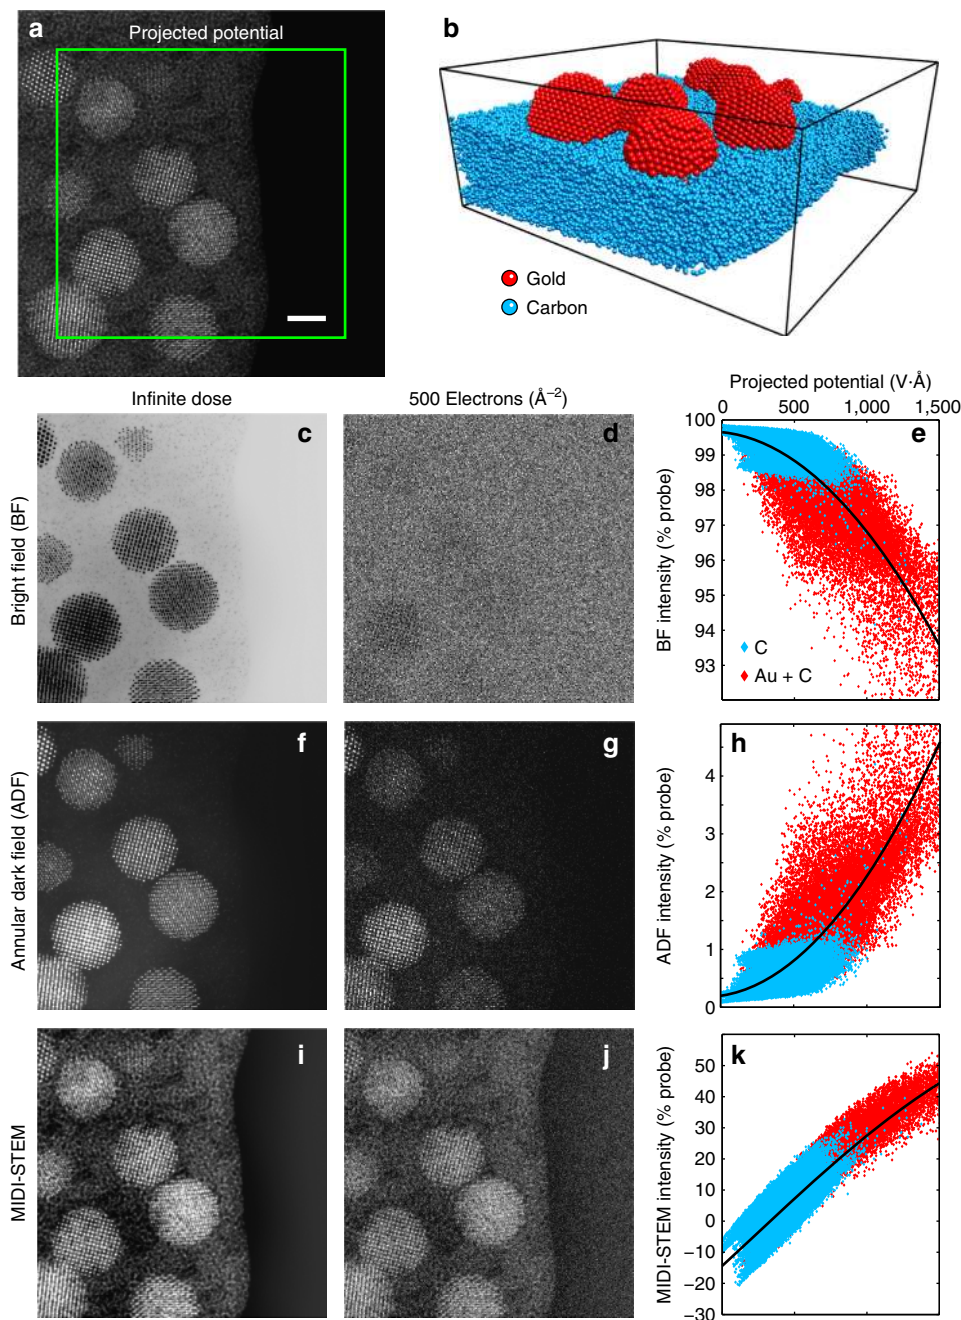 a
Projected potential
b
Gold
Carbon
Infinite dose
500 Electrons (Å⁻²)
Projected potential (V·Å)
0 500 1,000 1,500
Bright field (BF)
c
d
e
BF intensity (% probe)
100
99
98
97
96
95
94
93
C
Au + C
Annular dark field (ADF)
f
g
h
ADF intensity (% probe)
4
3
2
1
0
MIDI-STEM
i
j
k
MIDI-STEM intensity (% probe)
50
40
30
20
10
0
−10
−20
−30